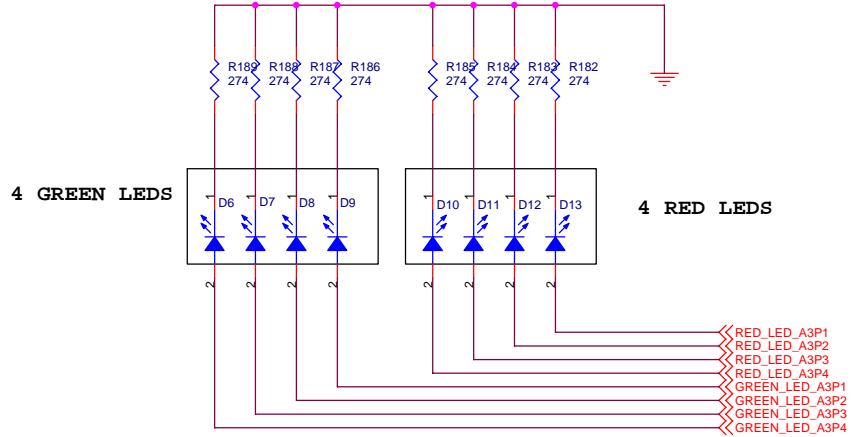 R189 R188 R187 R186 R185 R184 R183 R182
274 274 274 274 274 274 274 274
4 GREEN LEDS
4 RED LEDS
1 1 1 1 1 1 1 1
D6 D7 D8 D9 D10 D11 D12 D13
2 2 2 2 2 2 2 2
RED_LED_A3P1
RED_LED_A3P2
RED_LED_A3P3
RED_LED_A3P4
GREEN_LED_A3P1
GREEN_LED_A3P2
GREEN_LED_A3P3
GREEN_LED_A3P4